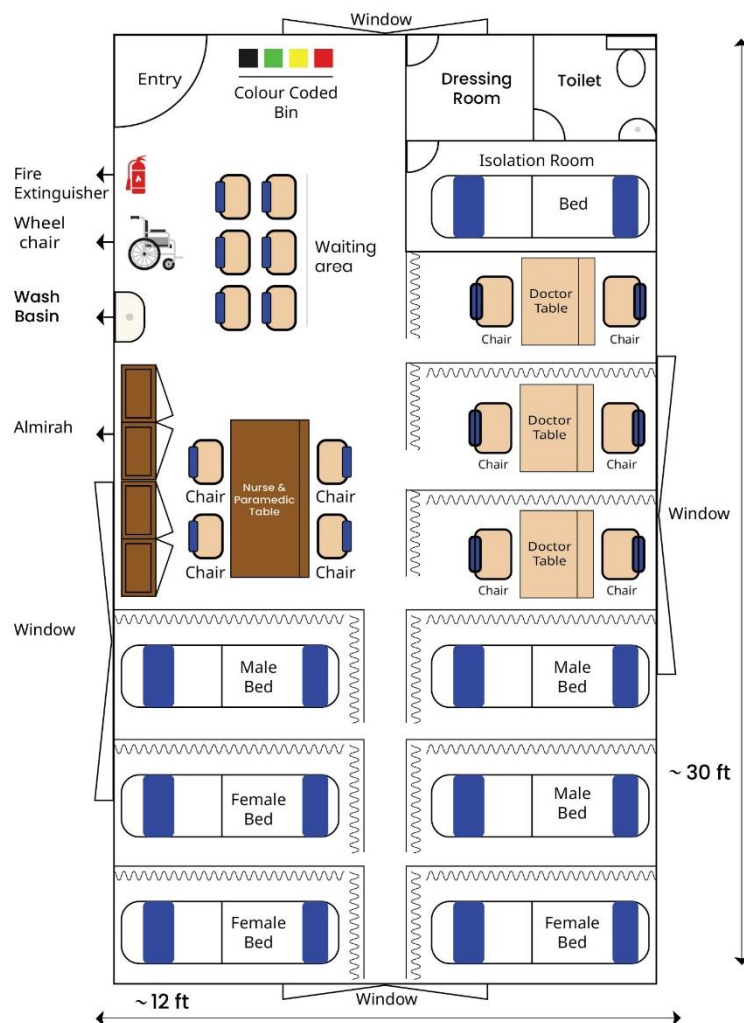 Window
Entry
Colour Coded
Bin
Dressing
Room
Toilet
Fire
Extinguisher
Isolation Room
Bed
Wheel
chair
Waiting
area
Wash
Basin
Doctor
Table
Chair
Chair
Almirah
Doctor
Table
Chair
Chair
Nurse &
Paramedic
Table
Chair
Chair
Chair
Chair
Window
Doctor
Table
Chair
Chair
Window
Male
Bed
Male
Bed
Female
Bed
Male
Bed
~ 30 ft
Female
Bed
Female
Bed
~ 12 ft
Window